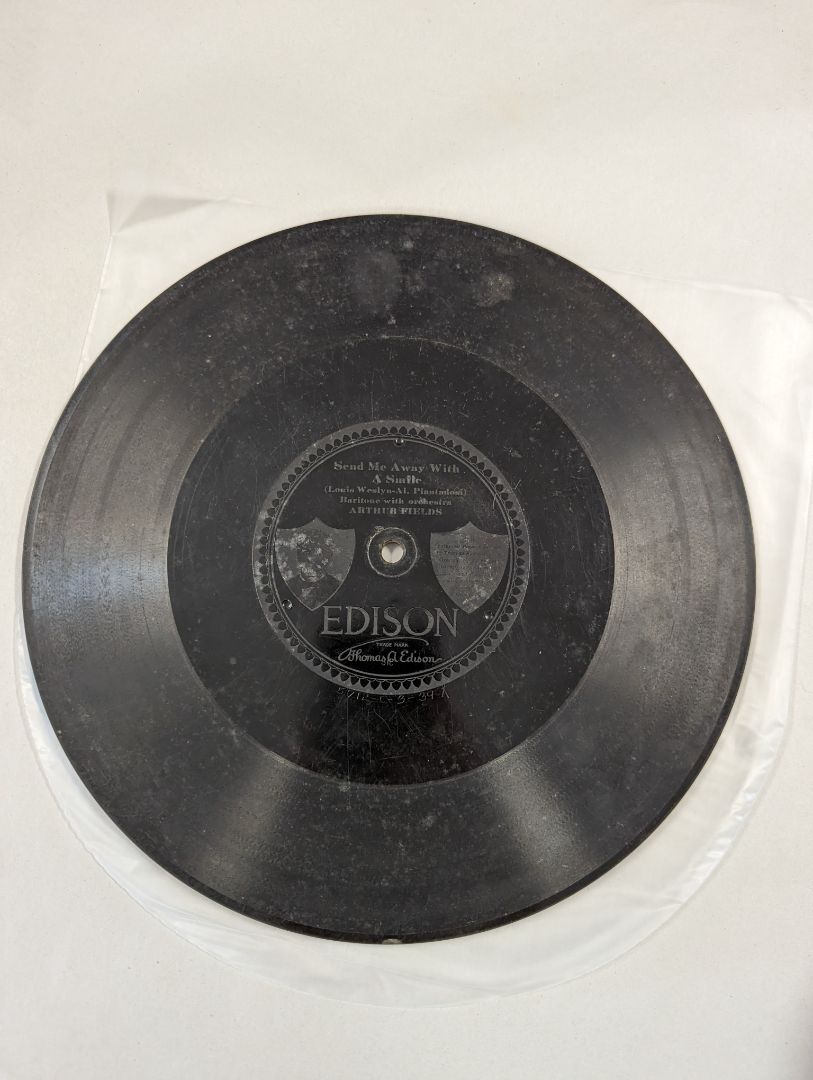 Send Me Away With
A Smile
(Louis Weslyn-Al. Piantadosi)
Baritone with orchestra
ARTHUR FIELDS
EDISON
TRADE MARK
Thomas A Edison